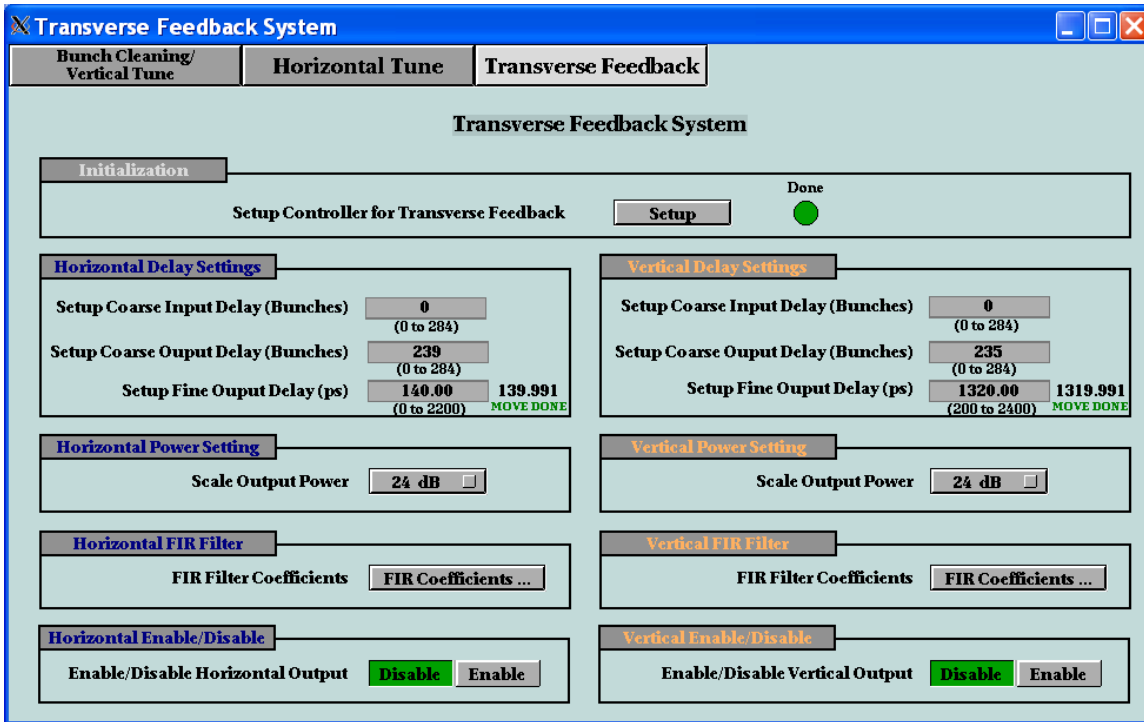 Transverse Feedback System
Bunch Cleaning/
Vertical Tune
Horizontal Tune
Transverse Feedback
Transverse Feedback System
Initialization
Done
Setup Controller for Transverse Feedback
Setup
Horizontal Delay Settings
Setup Coarse Input Delay (Bunches)
0
(0 to 284)
Setup Coarse Ouput Delay (Bunches)
239
(0 to 284)
Setup Fine Ouput Delay (ps)
140.00
139.991
(0 to 2200)
MOVE DONE
Vertical Delay Settings
Setup Coarse Input Delay (Bunches)
0
(0 to 284)
Setup Coarse Ouput Delay (Bunches)
235
(0 to 284)
Setup Fine Ouput Delay (ps)
1320.00
1319.991
(200 to 2400)
MOVE DONE
Horizontal Power Setting
Scale Output Power
24 dB
Vertical Power Setting
Scale Output Power
24 dB
Horizontal FIR Filter
FIR Filter Coefficients
FIR Coefficients ...
Vertical FIR Filter
FIR Filter Coefficients
FIR Coefficients ...
Horizontal Enable/Disable
Enable/Disable Horizontal Output
Disable
Enable
Vertical Enable/Disable
Enable/Disable Vertical Output
Disable
Enable